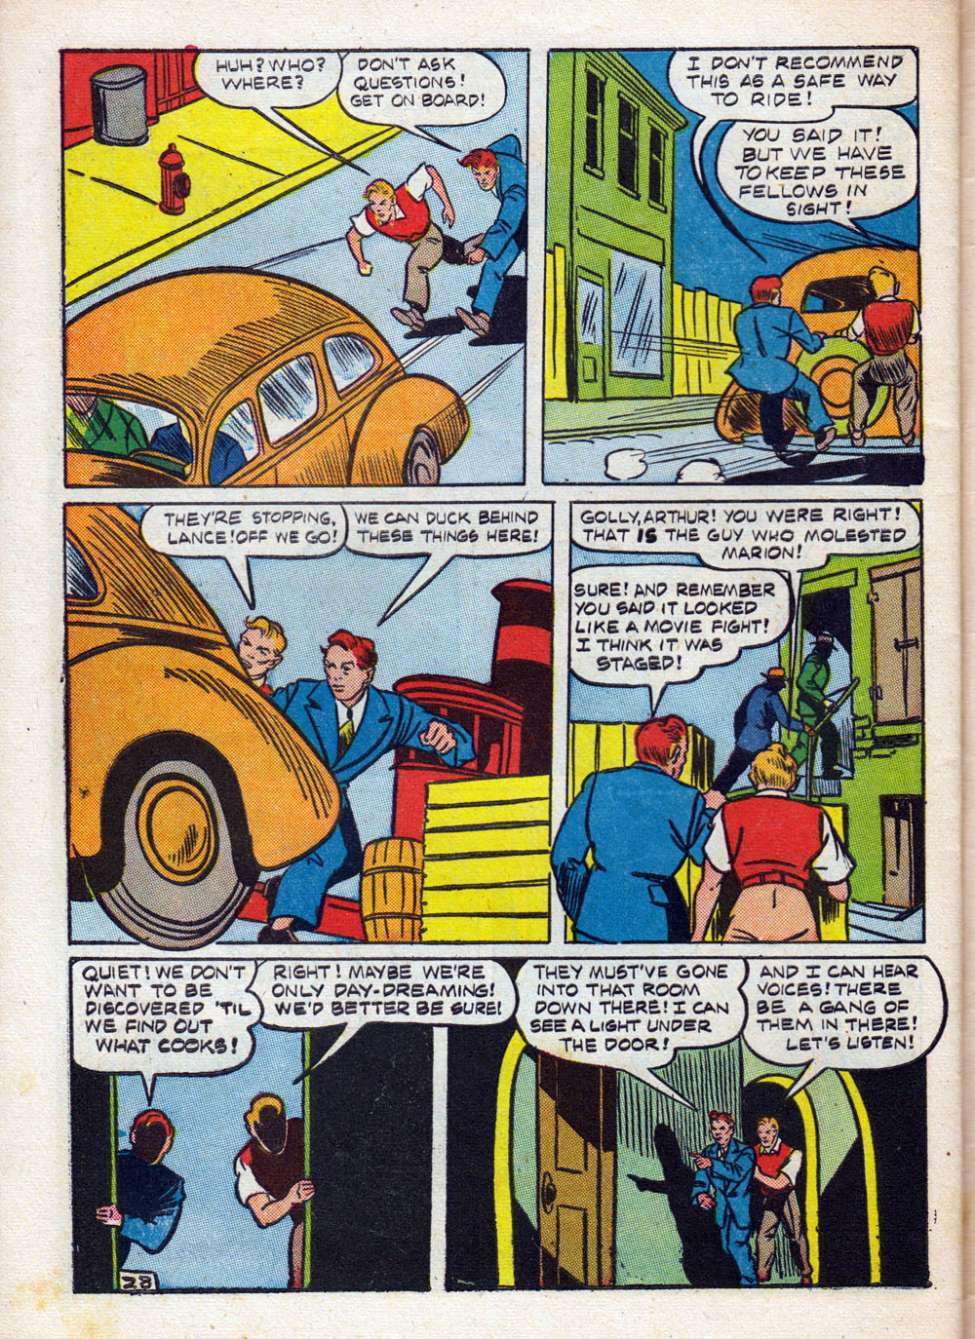 HUH? WHO?
WHERE?
DON'T ASK
QUESTIONS!
GET ON BOARD!
I DON'T RECOMMEND
THIS AS A SAFE WAY
TO RIDE!
YOU SAID IT!
BUT WE HAVE
TO KEEP THESE
FELLOWS IN
SIGHT!
THEY'RE STOPPING,
LANCE! OFF WE GO!
WE CAN DUCK BEHIND
THESE THINGS HERE!
GOLLY, ARTHUR! YOU WERE RIGHT!
THAT IS THE GUY WHO MOLESTED
MARION!
SURE! AND REMEMBER
YOU SAID IT LOOKED
LIKE A MOVIE FIGHT!
I THINK IT WAS
STAGED!
QUIET! WE DON'T
WANT TO BE
DISCOVERED 'TIL
WE FIND OUT
WHAT COOKS!
RIGHT! MAYBE WE'RE
ONLY DAY-DREAMING!
WE'D BETTER BE SURE!
THEY MUST'VE GONE
INTO THAT ROOM
DOWN THERE! I CAN
SEE A LIGHT UNDER
THE DOOR!
AND I CAN HEAR
VOICES! THERE
BE A GANG OF
THEM IN THERE!
LET'S LISTEN!
28